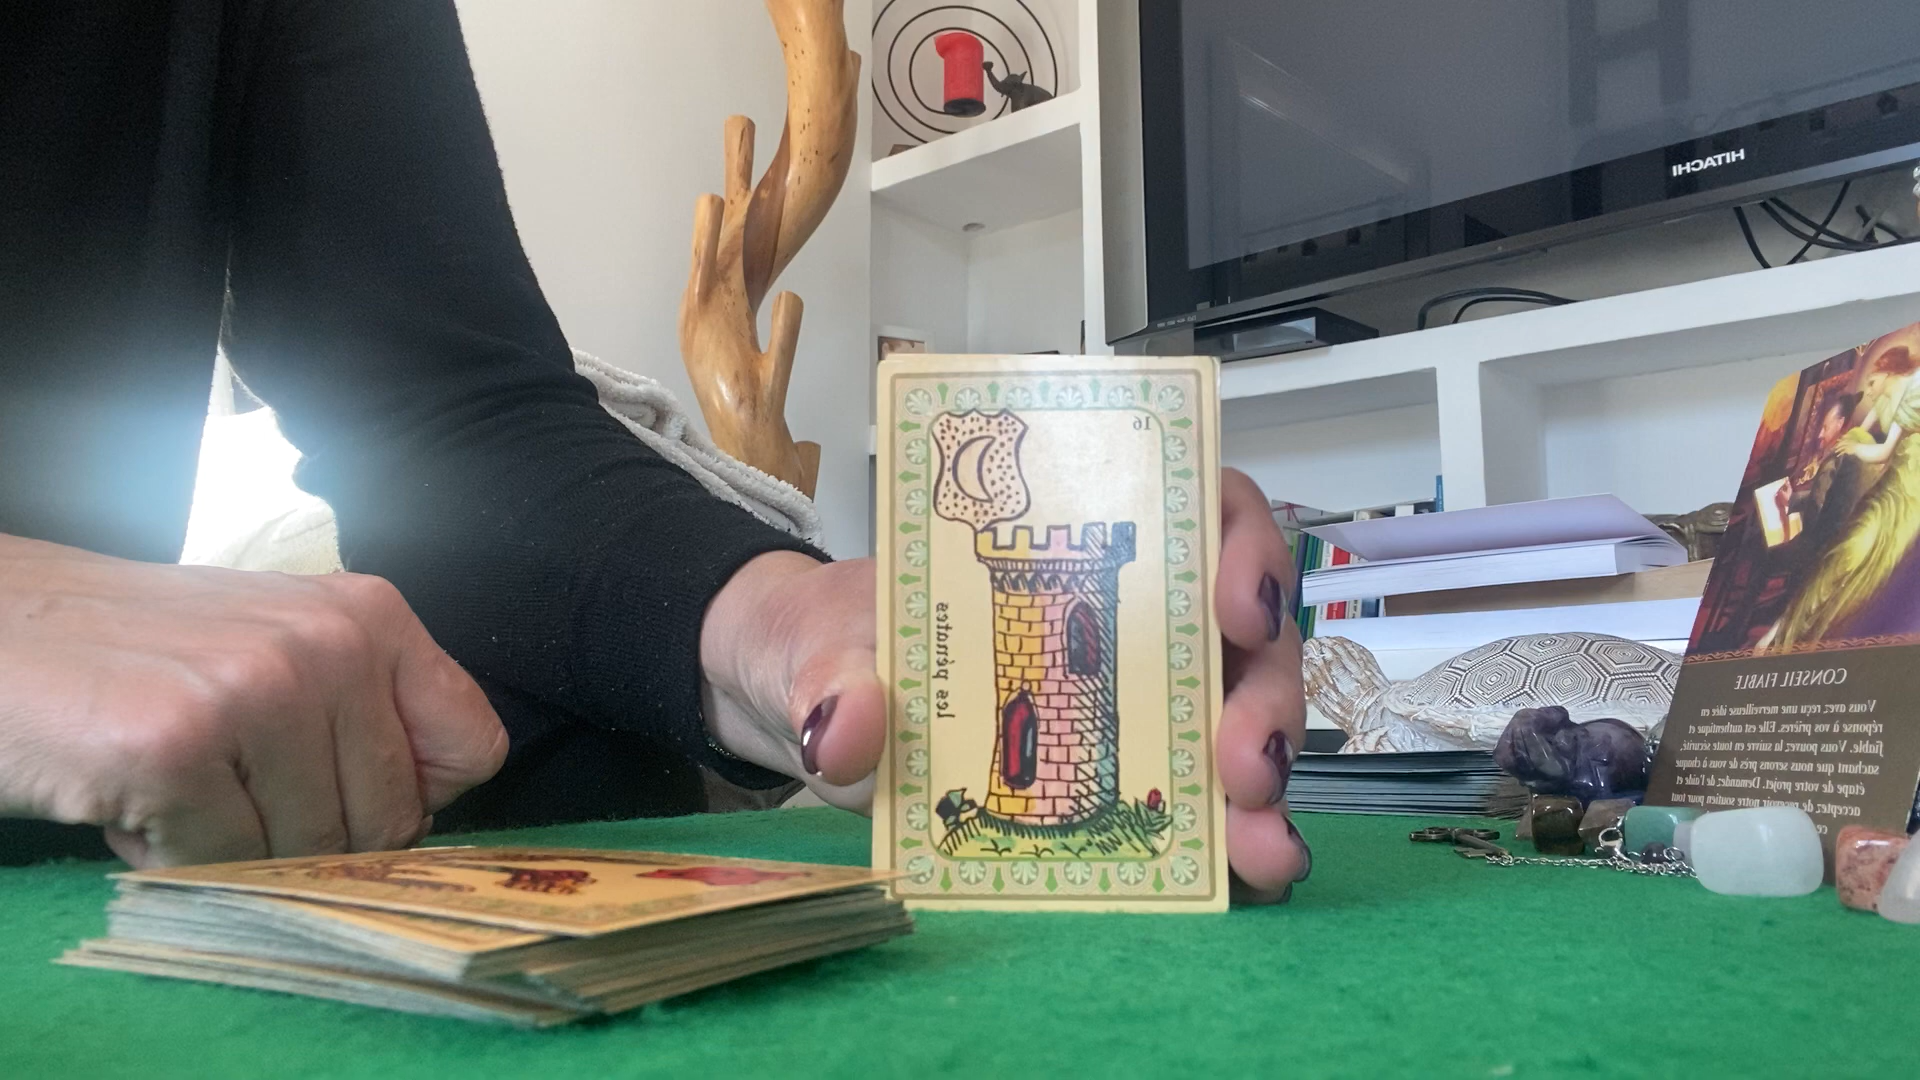 HITACHI
16
les pénates
CONSEIL FIABLE
Vous avez reçu une merveilleuse idée en
réponse à vos prières. Elle est authentique et
fiable. Vous pouvez la suivre en toute sécurité,
sachant que nous serons près de vous à chaque
étape de votre projet. Demandez de l'aide et
acceptez de recevoir notre soutien pour tout
ce